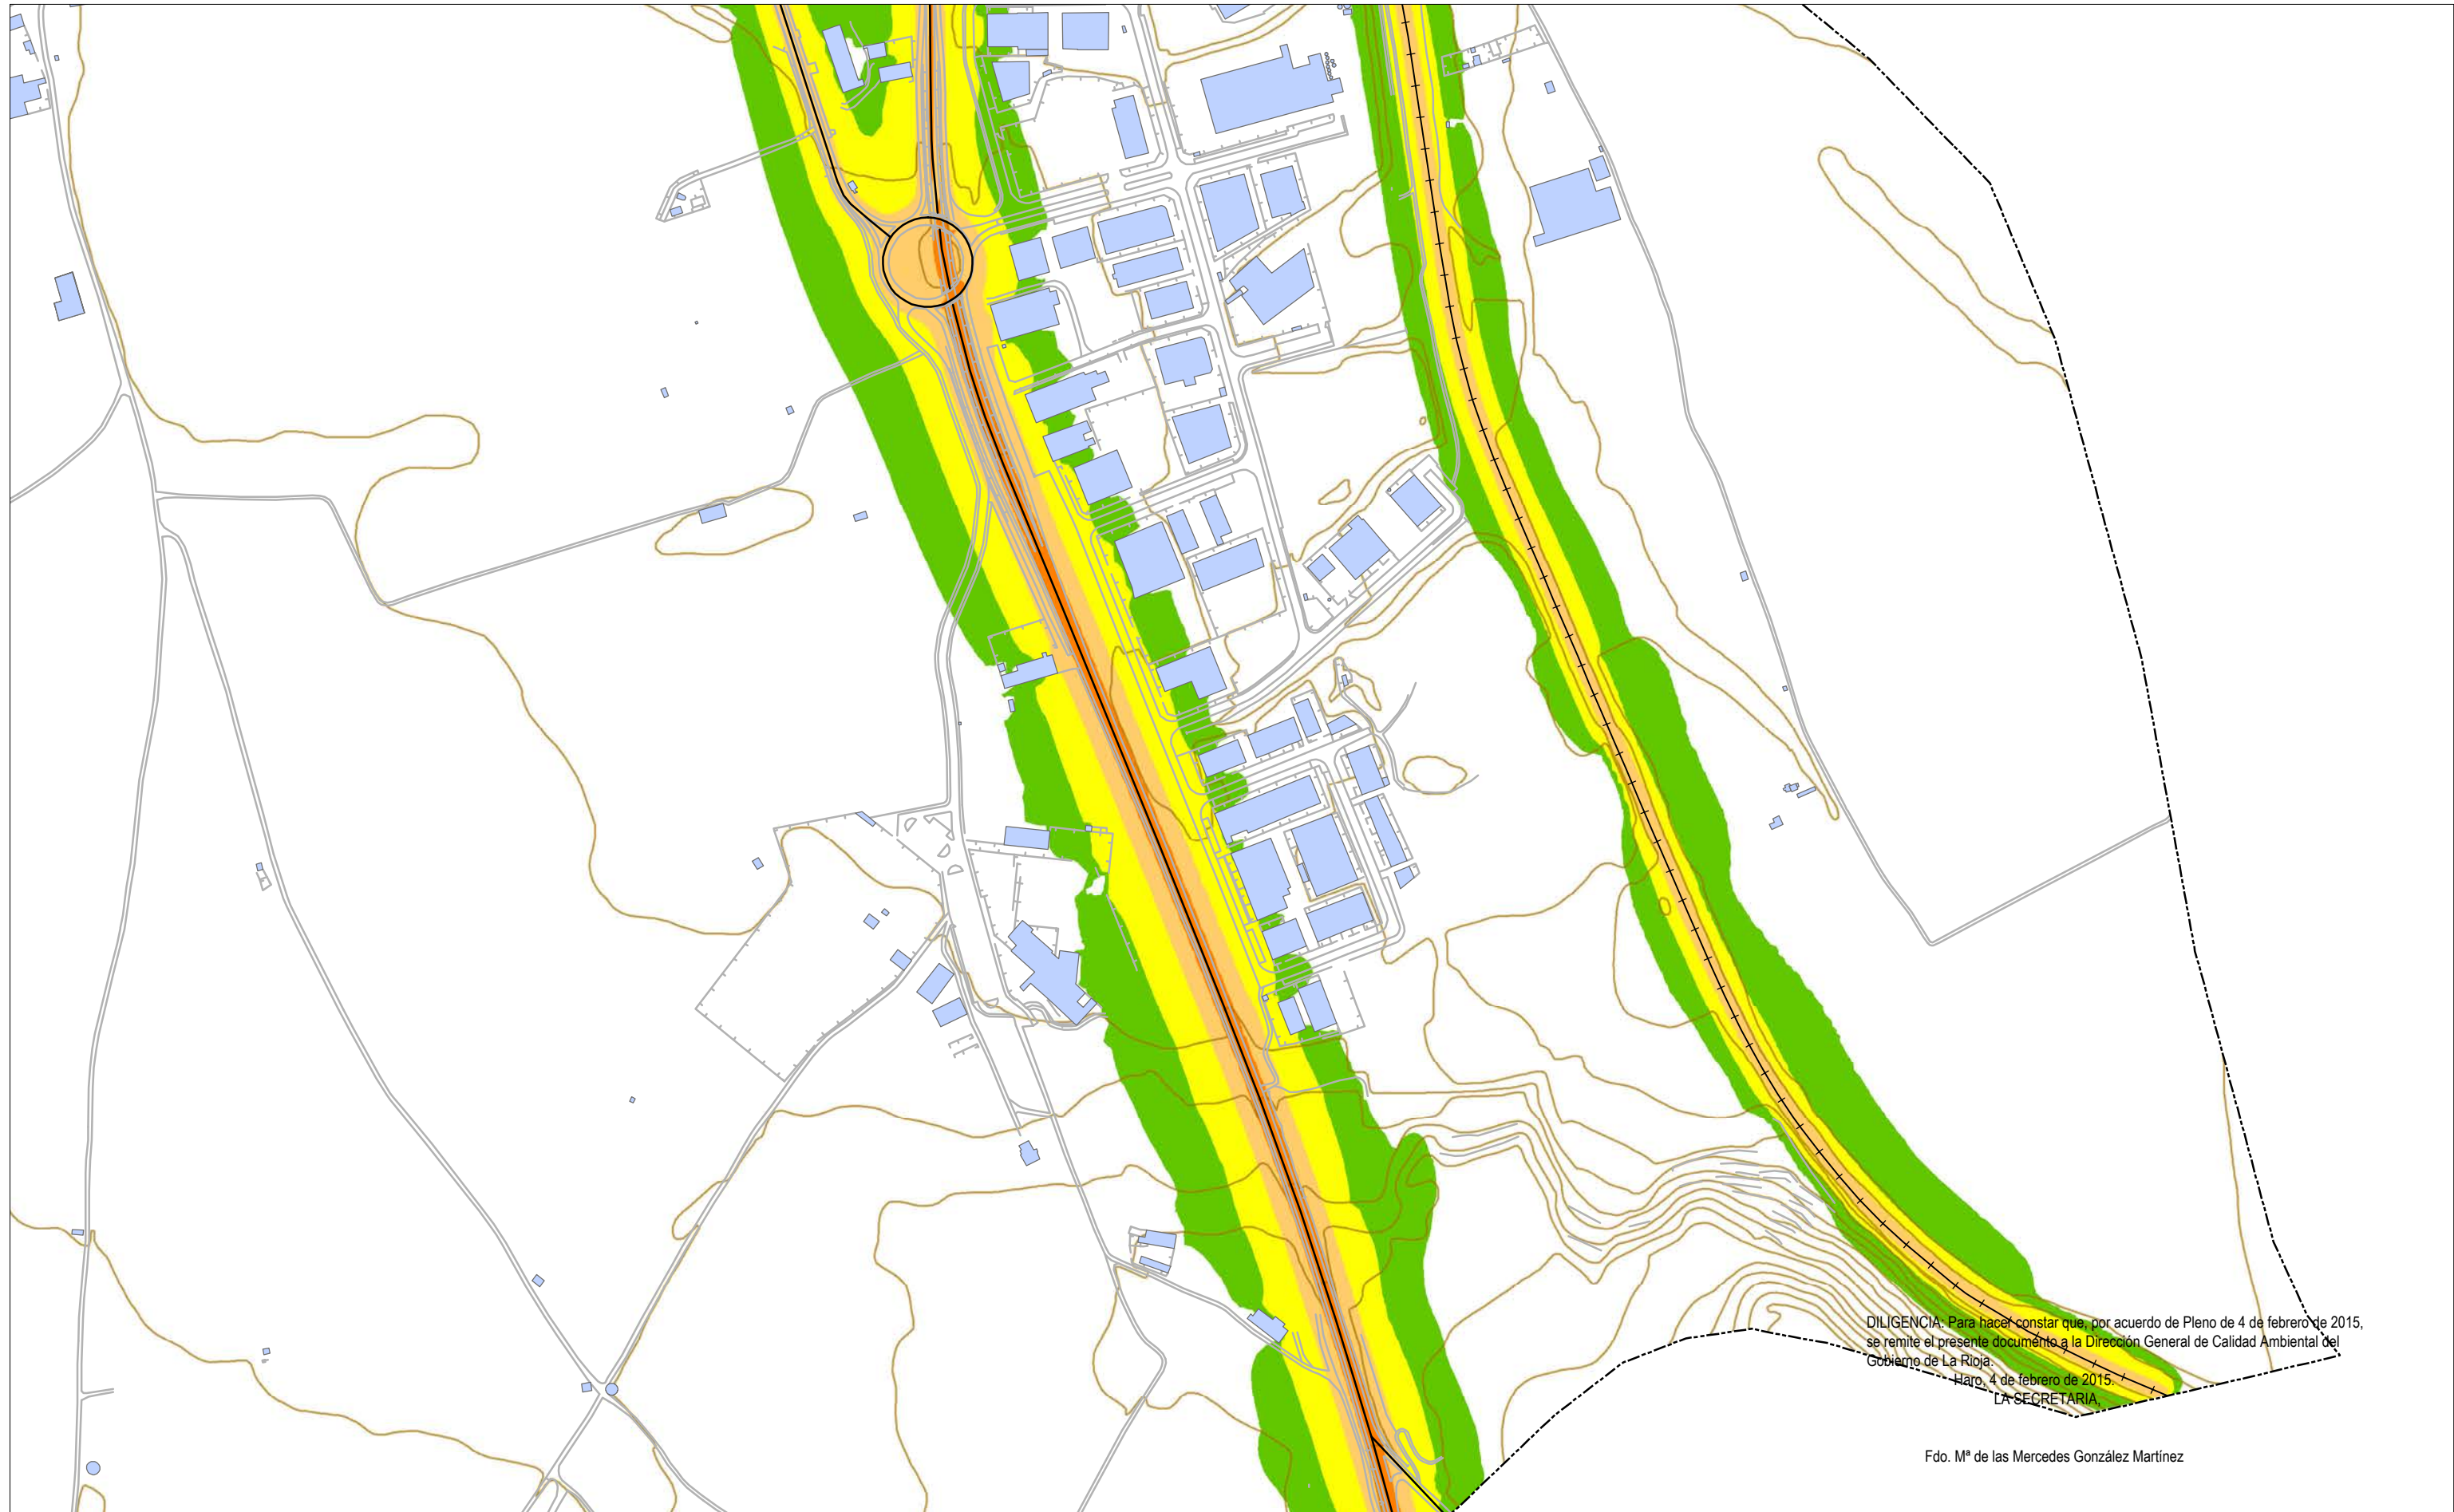 DILIGENCIA: Para hacer constar que, por acuerdo de Pleno de 4 de febrero de 2015,
se remite el presente documento a la Dirección General de Calidad Ambiental del
Gobierno de La Rioja.
Haro, 4 de febrero de 2015.
LA SECRETARIA,
Fdo. Mª de las Mercedes González Martínez